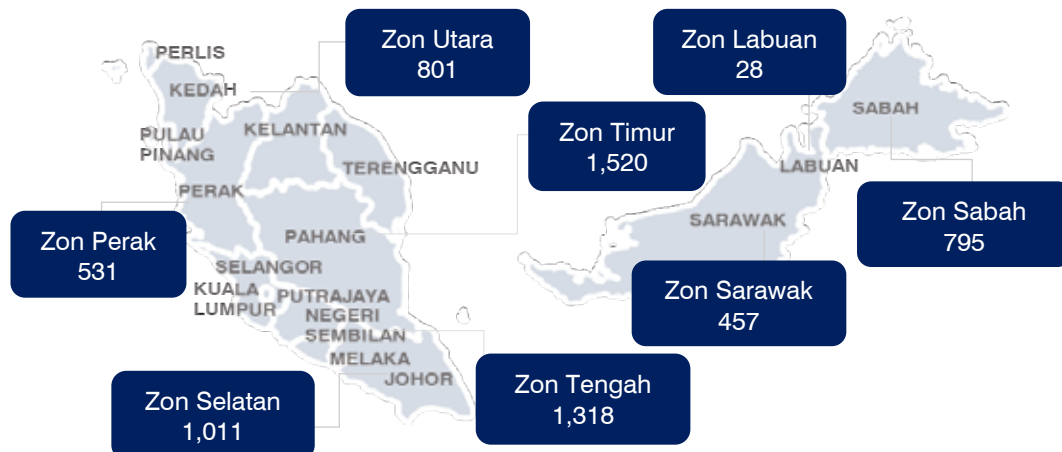 Zon Utara
801
Zon Labuan
28
PERLIS
KEDAH
SABAH
Zon Timur
1,520
KELANTAN
PULAU
PINANG
TERENGGANU
LABUAN
PERAK
Zon Sabah
795
SARAWAK
Zon Perak
531
PAHANG
SELANGOR
KUALA
LUMPUR
PUTRAJAYA
NEGERI
SEMBILAN
Zon Sarawak
457
MELAKA
JOHOR
Zon Tengah
1,318
Zon Selatan
1,011